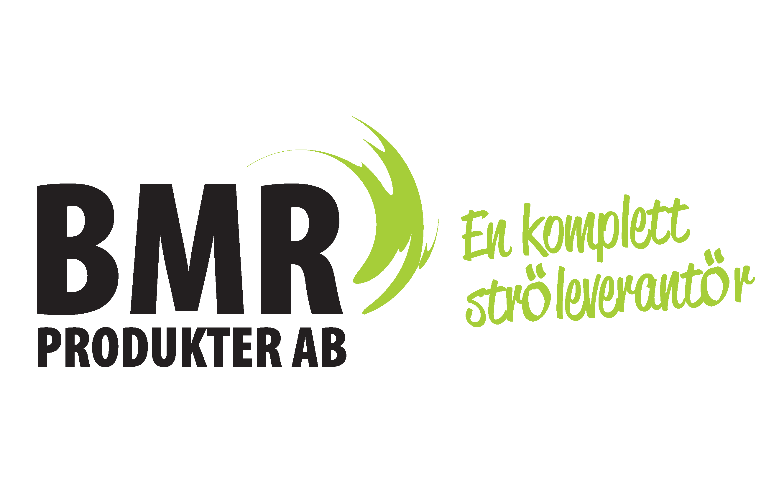 BMR
PRODUKTER AB
En komplett
ströleverantör